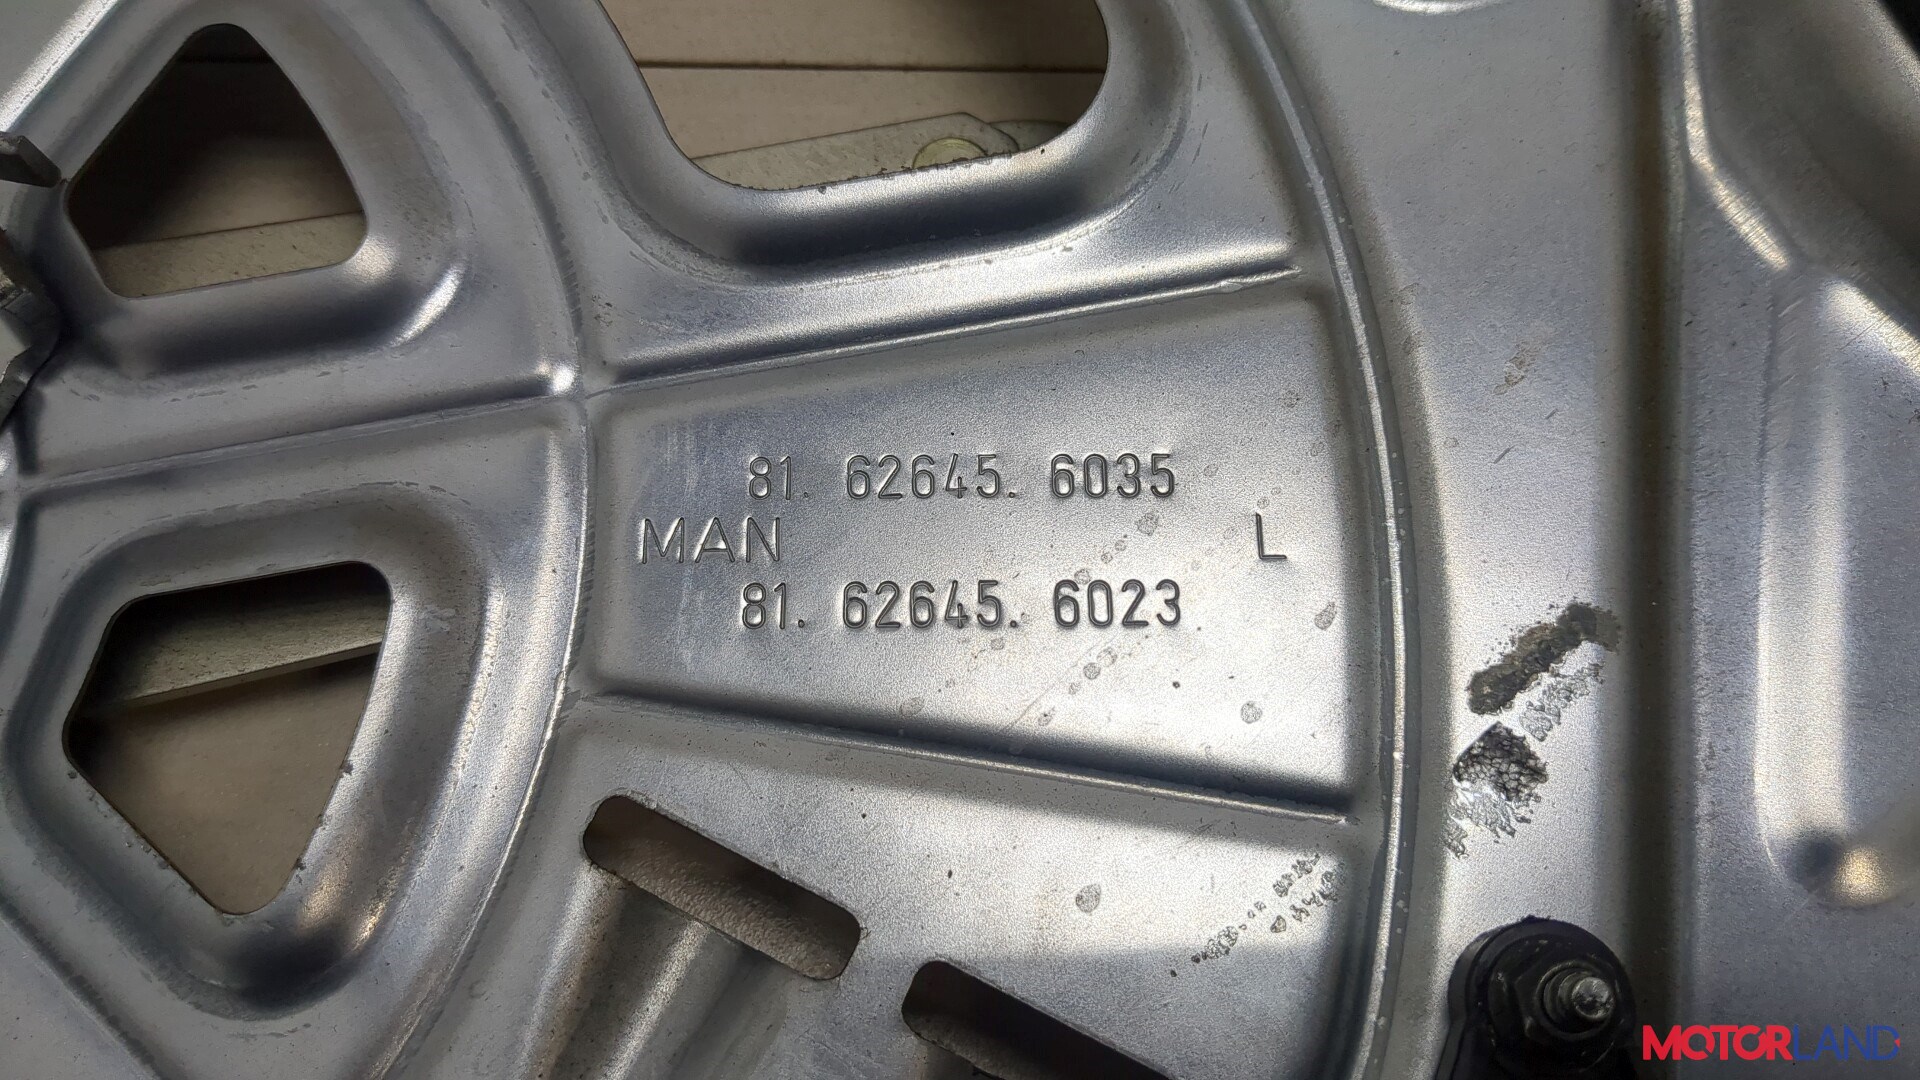 81. 62645. 6035
MAN L
81. 62645. 6023
MOTORLAND